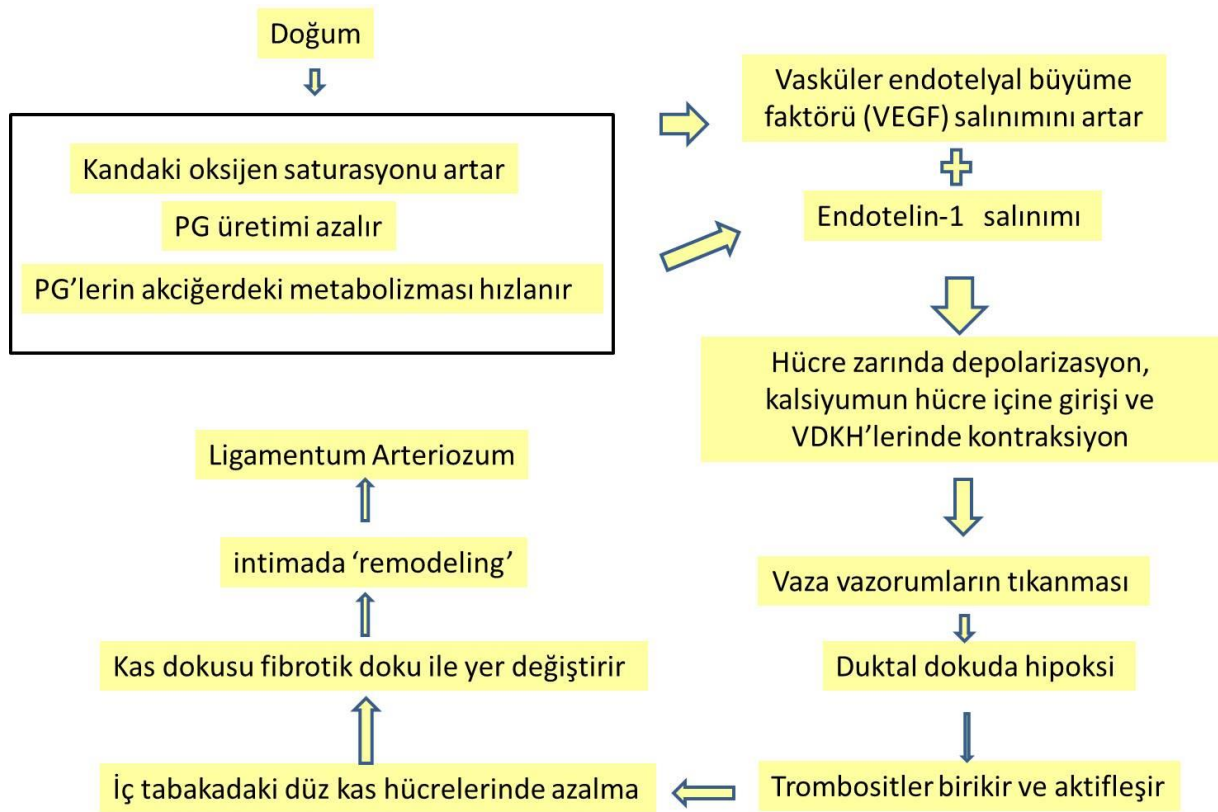 Doğum
Kandaki oksijen saturasyonu artar
PG üretimi azalır
PG’lerin akciğerdeki metabolizması hızlanır
Vasküler endotelyal büyüme
faktörü (VEGF) salınımını artar
Endotelin-1 salınımı
Hücre zarında depolarizasyon,
kalsiyumun hücre içine girişi ve
VDKH’lerinde kontraksiyon
Vaza vazorumların tıkanması
Duktal dokuda hipoksi
Trombositler birikir ve aktifleşir
İç tabakadaki düz kas hücrelerinde azalma
Kas dokusu fibrotik doku ile yer değiştirir
intimada ‘remodeling’
Ligamentum Arteriozum